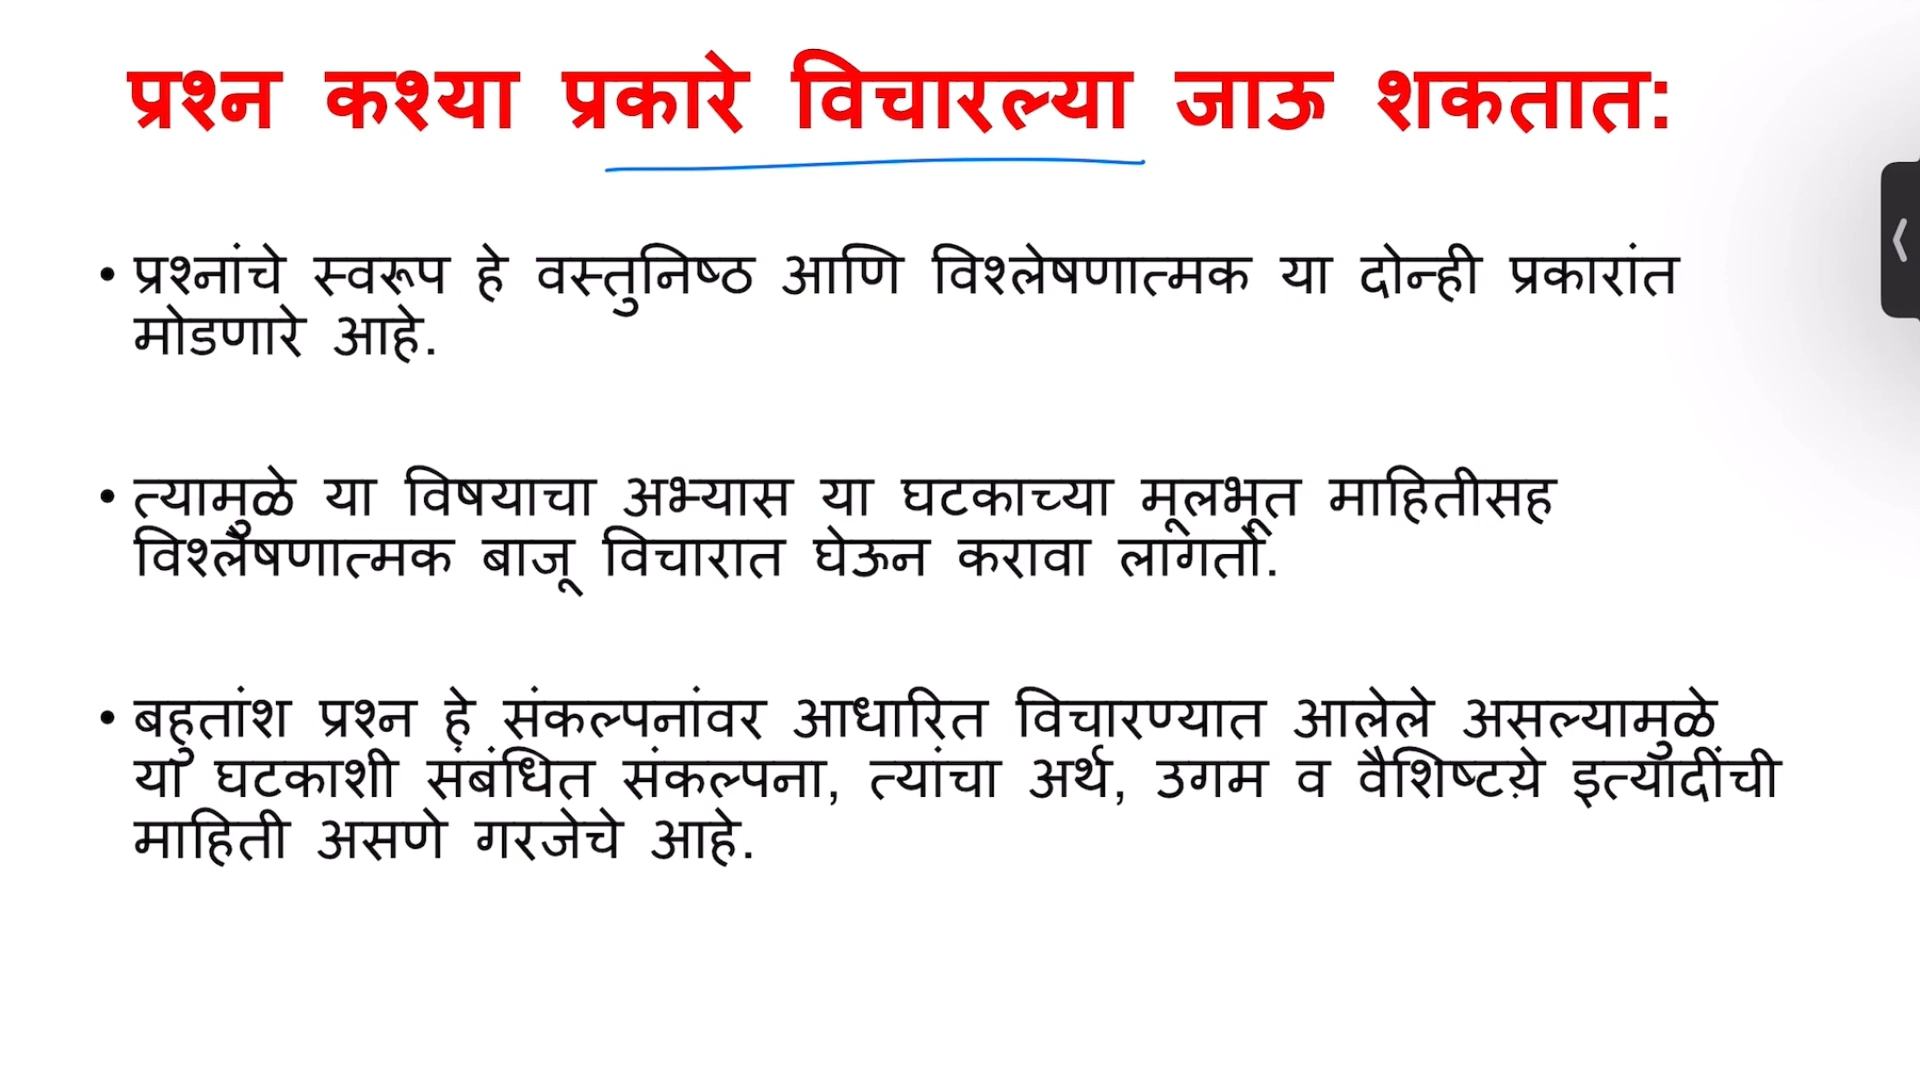 प्रश्न कश्या प्रकारे विचारल्या जाऊ शकतात:
• प्रश्नांचे स्वरूप हे वस्तुनिष्ठ आणि विश्लेषणात्मक या दोन्ही प्रकारांत
मोडणारे आहे.
• त्यामुळे या विषयाचा अभ्यास या घटकाच्या मूलभूत माहितीसह
विश्लेषणात्मक बाजू विचारात घेऊन करावा लागतो.
• बहुतांश प्रश्न हे संकल्पनांवर आधारित विचारण्यात आलेले असल्यामुळे
या घटकाशी संबंधित संकल्पना, त्यांचा अर्थ, उगम व वैशिष्टय़े इत्यादींची
माहिती असणे गरजेचे आहे.